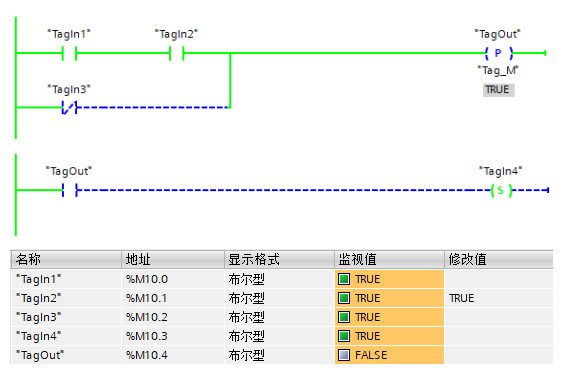 "TagIn1" "TagIn2" "TagOut"
P
"TagIn3" "Tag_M"
TRUE
"TagOut" "TagIn4"
S
名称 地址 显示格式 监视值 修改值
"TagIn1" %M10.0 布尔型 TRUE
"TagIn2" %M10.1 布尔型 TRUE TRUE
"TagIn3" %M10.2 布尔型 TRUE
"TagIn4" %M10.3 布尔型 TRUE
"TagOut" %M10.4 布尔型 FALSE